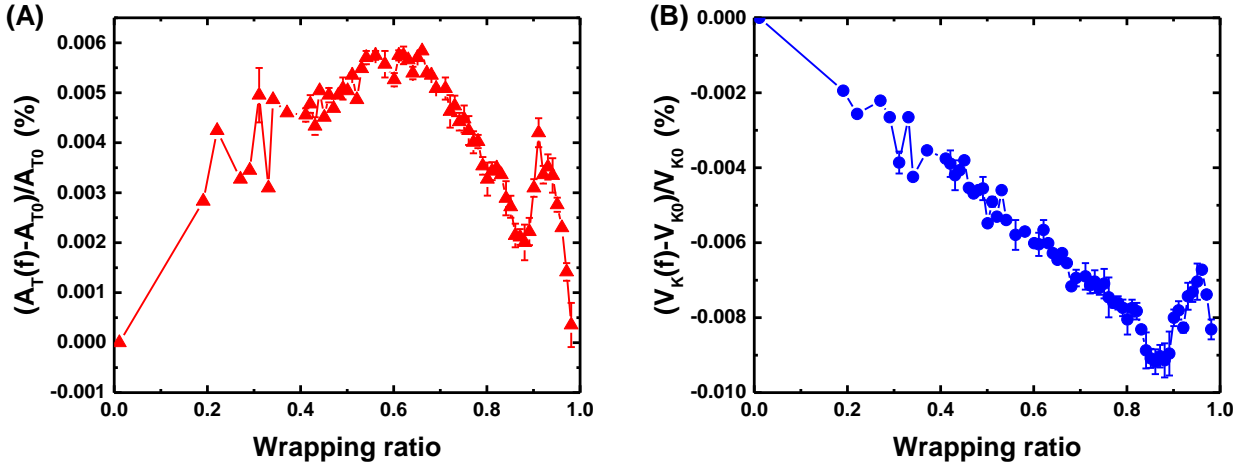 (A)
(A_T(f)-A_T0)/A_T0 (%)
0.006
0.005
0.004
0.003
0.002
0.001
0.000
-0.001
0.0 0.2 0.4 0.6 0.8 1.0
Wrapping ratio
(B)
(V_K(f)-V_K0)/V_K0 (%)
0.000
-0.002
-0.004
-0.006
-0.008
-0.010
0.0 0.2 0.4 0.6 0.8 1.0
Wrapping ratio